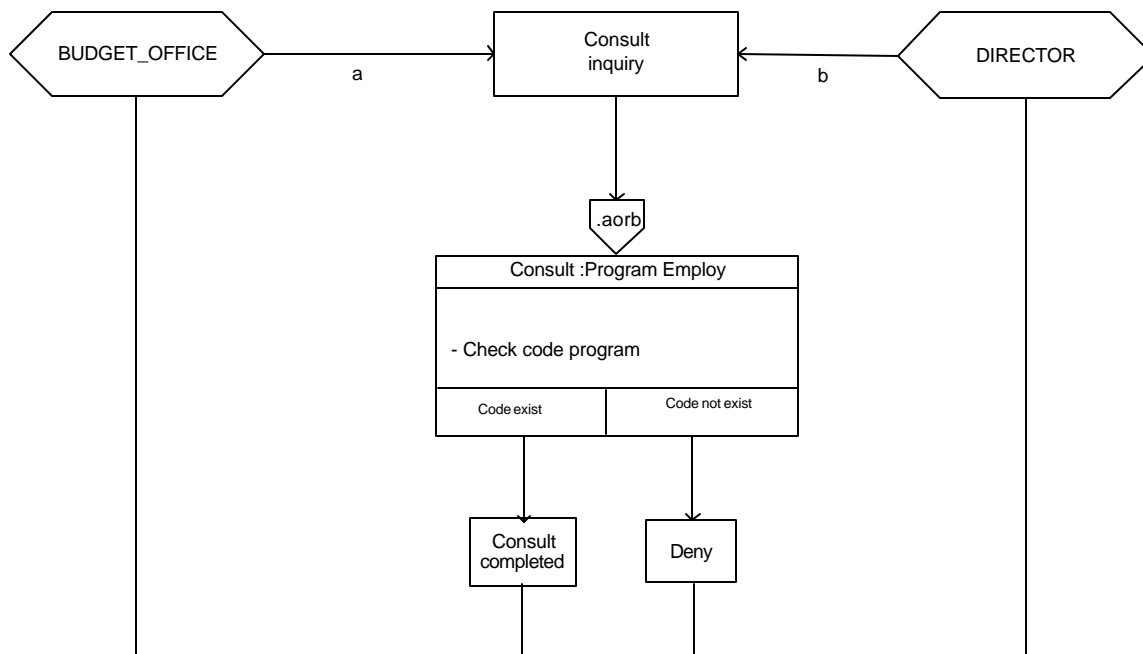 BUDGET_OFFICE
a
Consult
inquiry
b
DIRECTOR
.aorb
Consult :Program Employ
- Check code program
Code exist
Code not exist
Consult
completed
Deny